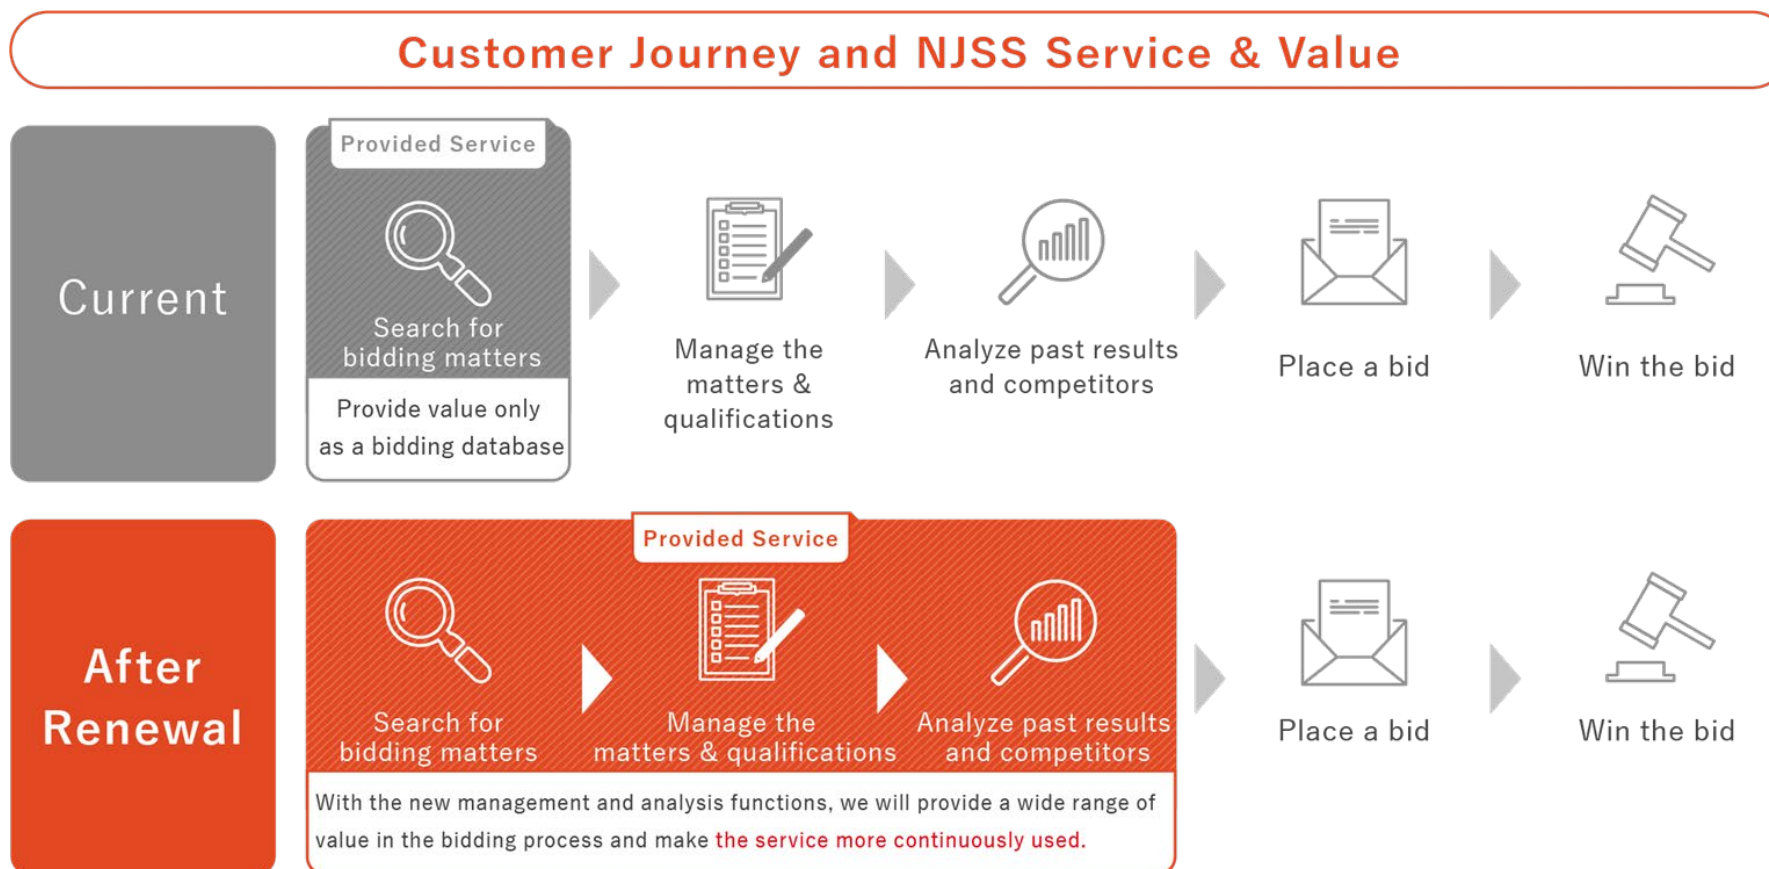 Customer Journey and NJSS Service & Value
Current
Provided Service
Search for
bidding matters
Provide value only
as a bidding database
Manage the
matters &
qualifications
Analyze past results
and competitors
Place a bid
Win the bid
After
Renewal
Provided Service
Search for
bidding matters
Manage the
matters & qualifications
Analyze past results
and competitors
With the new management and analysis functions, we will provide a wide range of
value in the bidding process and make the service more continuously used.
Place a bid
Win the bid